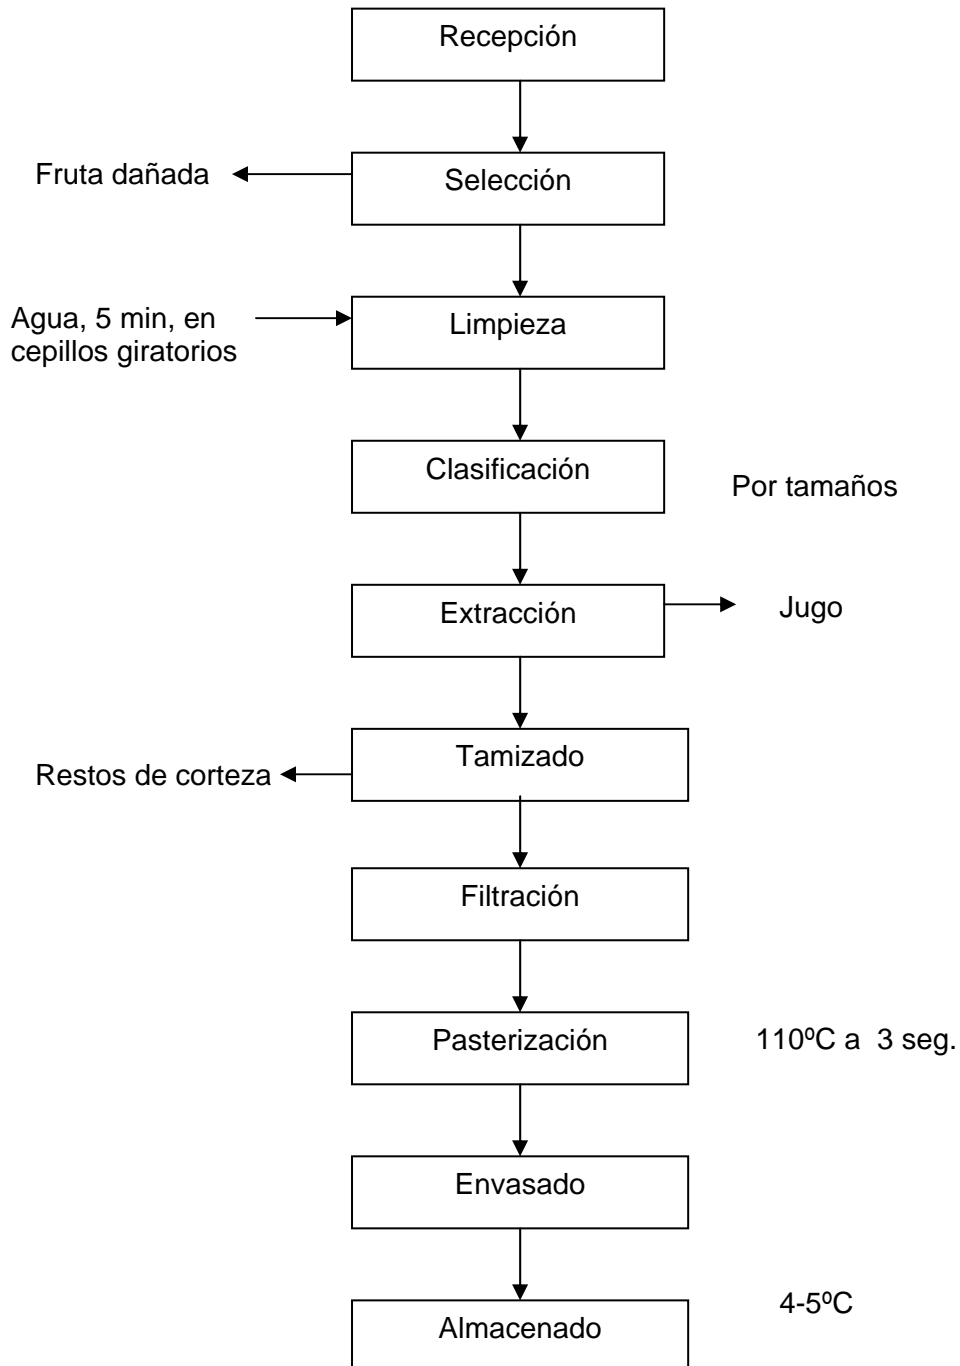 Recepción
Fruta dañada
Selección
Agua, 5 min, en
cepillos giratorios
Limpieza
Clasificación
Por tamaños
Extracción
Jugo
Tamizado
Restos de corteza
Filtración
Pasterización
110ºC a  3 seg.
Envasado
4-5ºC
Almacenado